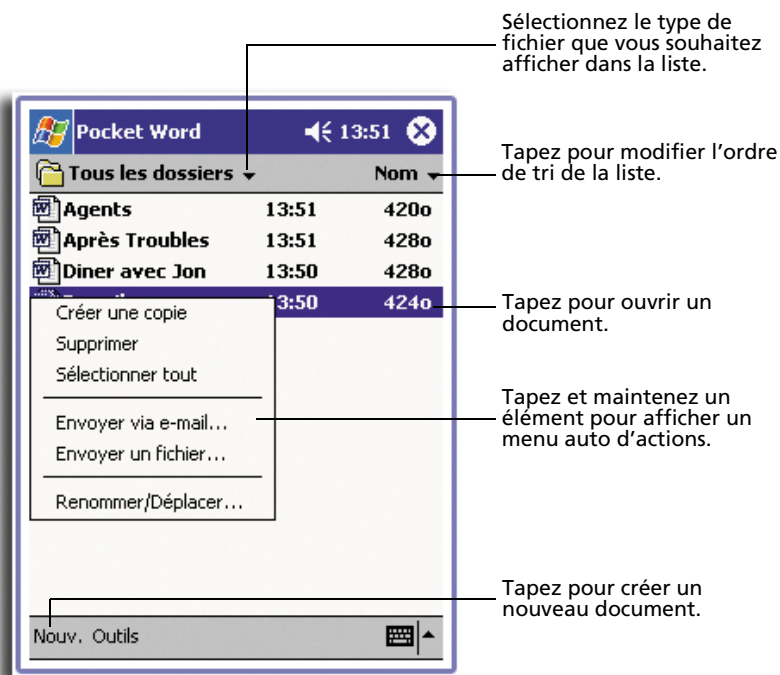 Sélectionnez le type de
fichier que vous souhaitez
afficher dans la liste.
Pocket Word 13:51
Tous les dossiers Nom
Tapez pour modifier l'ordre
de tri de la liste.
Agents 13:51 420o
Après Troubles 13:51 428o
Diner avec Jon 13:50 428o
13:50 424o
Tapez pour ouvrir un
document.
Créer une copie
Supprimer
Sélectionner tout
Envoyer via e-mail...
Envoyer un fichier...
Renommer/Déplacer...
Tapez et maintenez un
élément pour afficher un
menu auto d'actions.
Tapez pour créer un
nouveau document.
Nouv. Outils